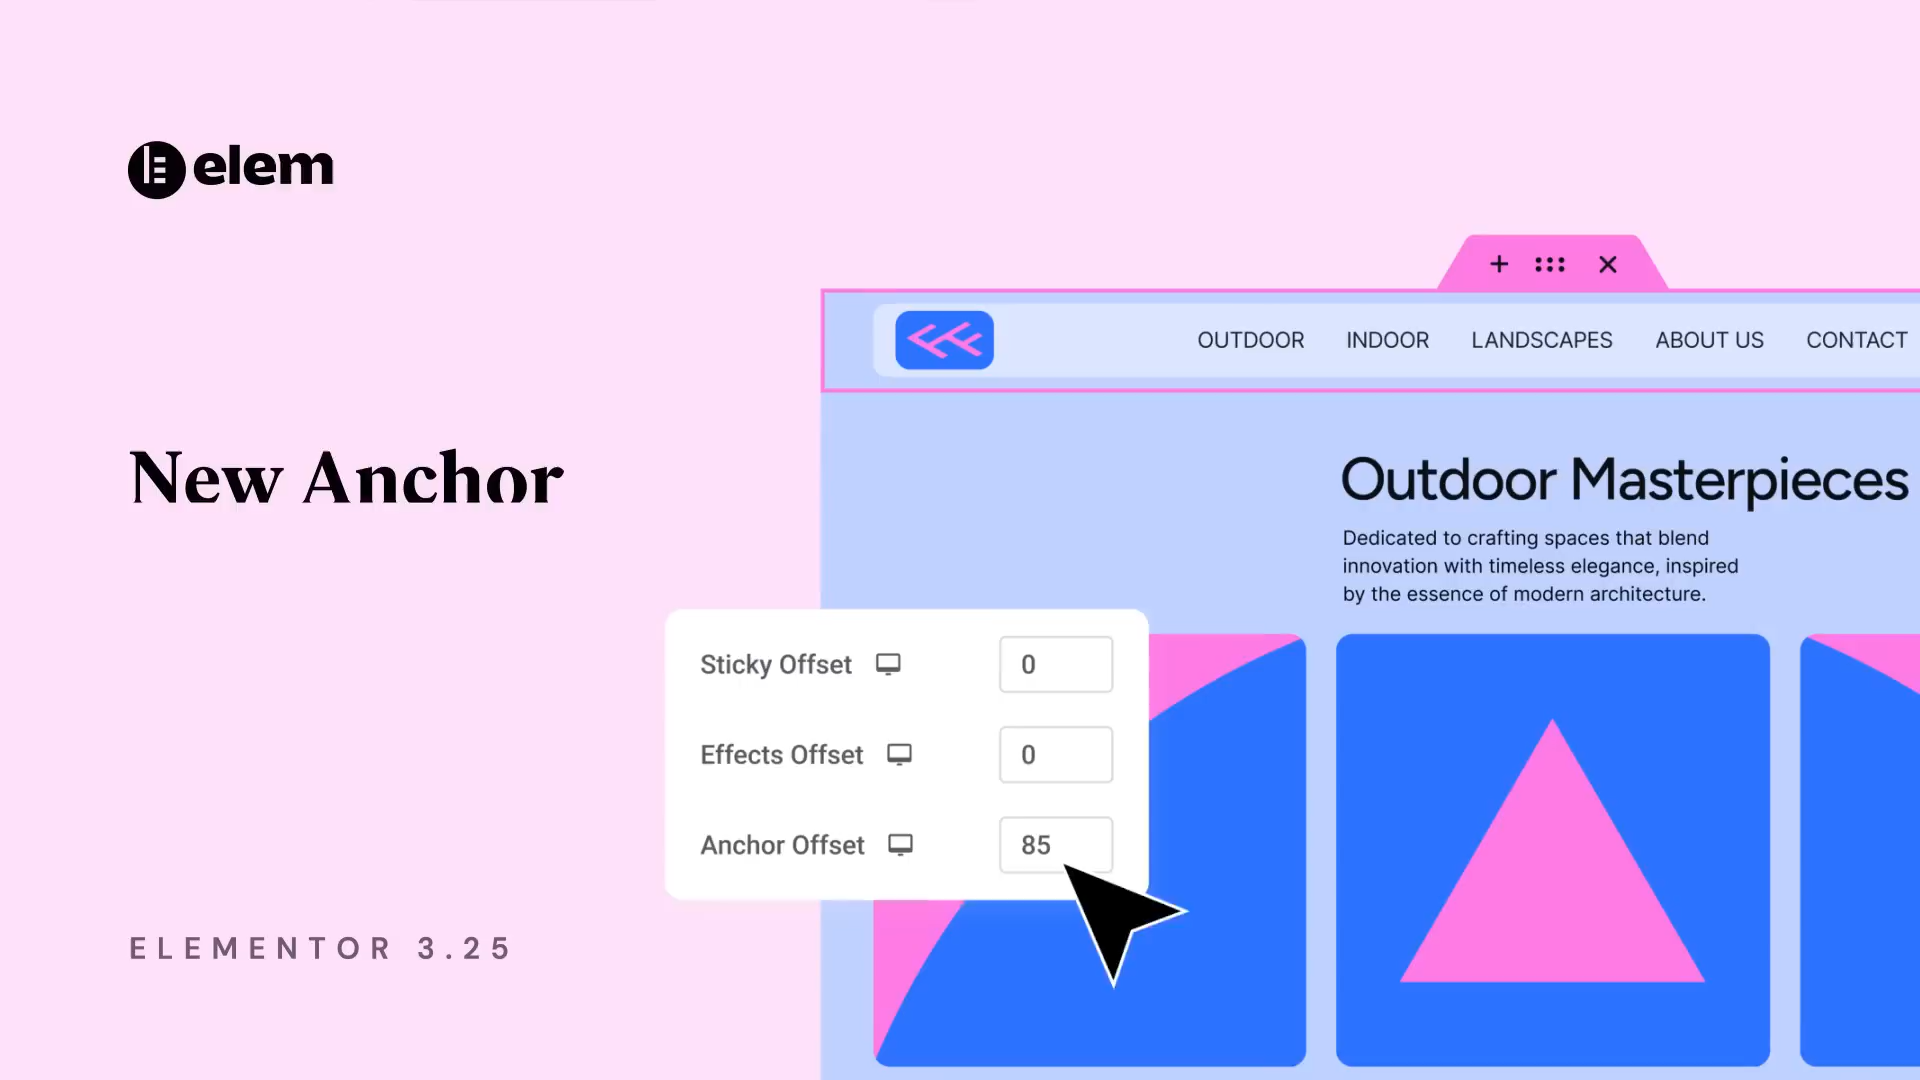 elem
New Anchor
ELEMENTOR 3.25
OUTDOOR INDOOR LANDSCAPES ABOUT US CONTACT
Outdoor Masterpieces
Dedicated to crafting spaces that blend
innovation with timeless elegance, inspired
by the essence of modern architecture.
Sticky Offset 0
Effects Offset 0
Anchor Offset 85